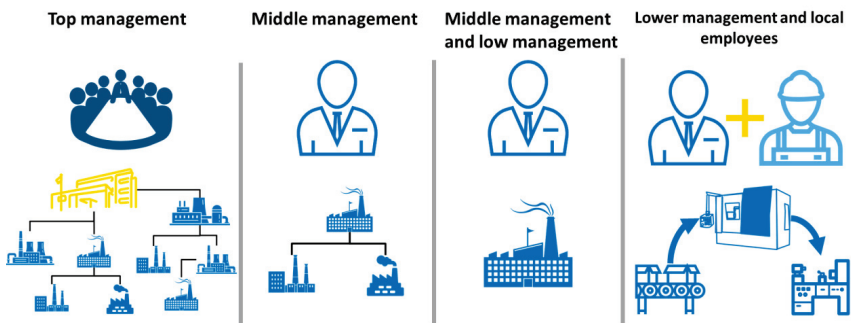 Top management
Middle management
Middle management
and low management
Lower management and local
employees